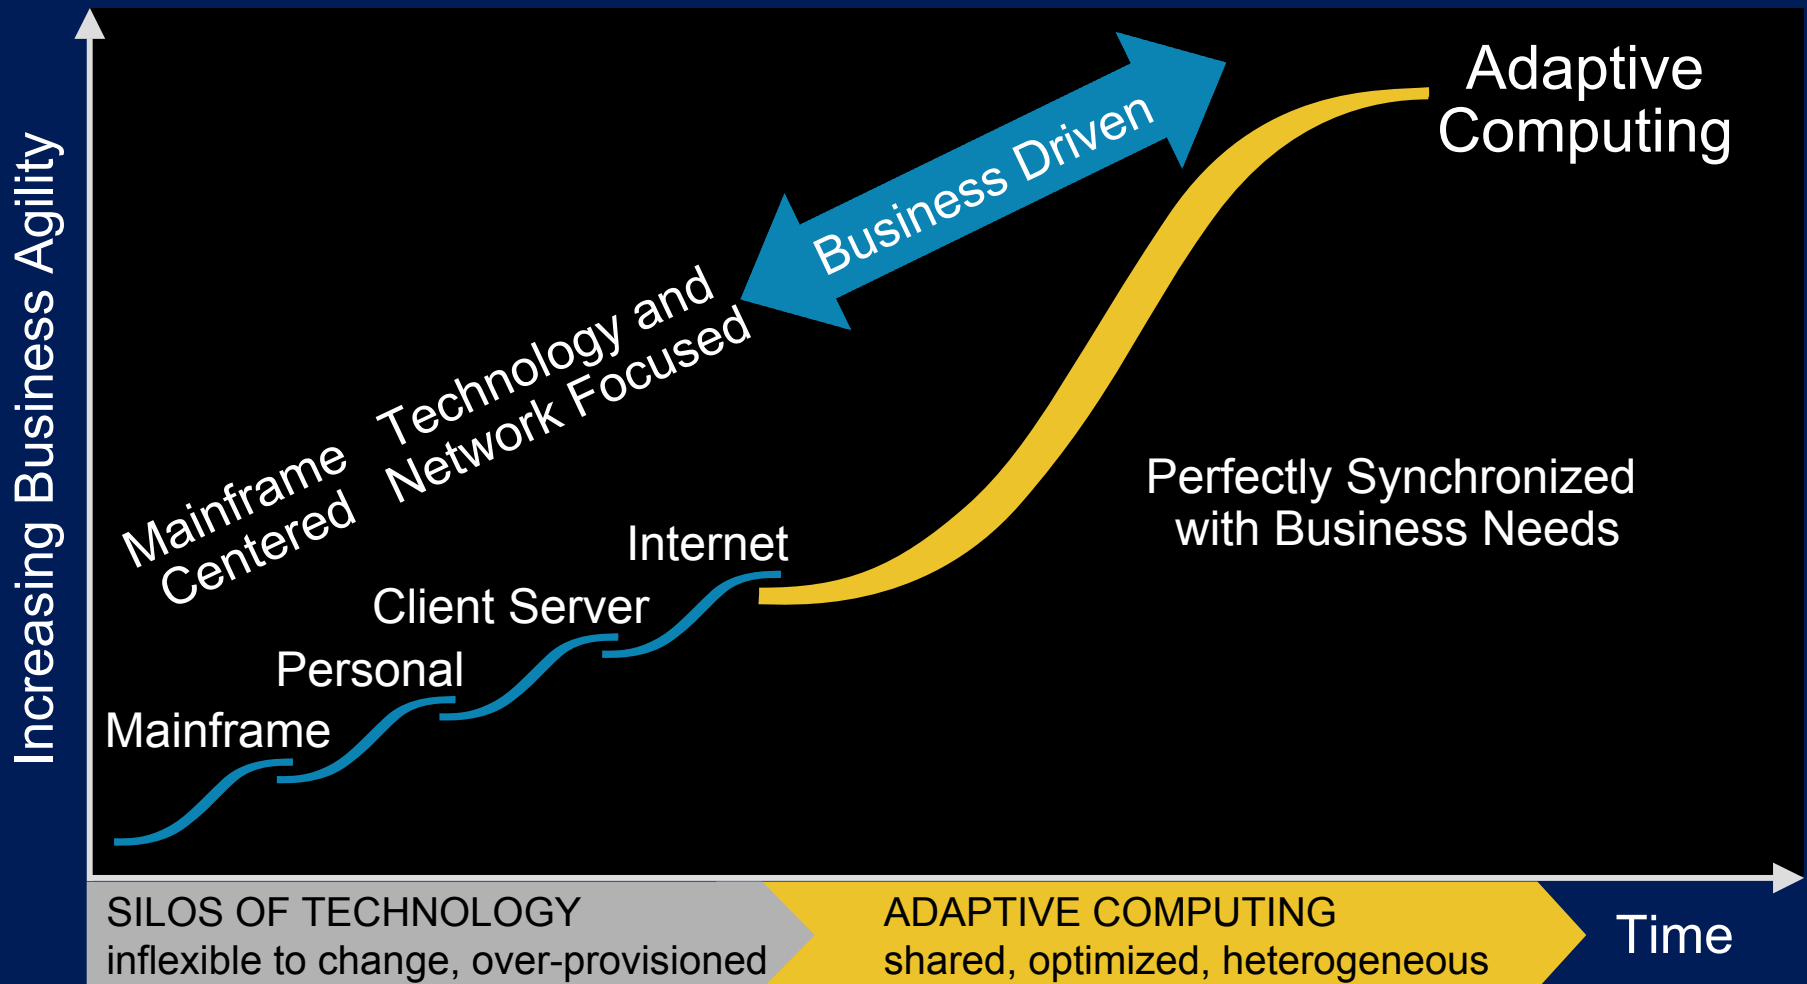 Increasing Business Agility
Adaptive
Computing
Business Driven
Technology and
Network Focused
Mainframe
Centered
Perfectly Synchronized
with Business Needs
Internet
Client Server
Personal
Mainframe
SILOS OF TECHNOLOGY
inflexible to change, over-provisioned
ADAPTIVE COMPUTING
shared, optimized, heterogeneous
Time